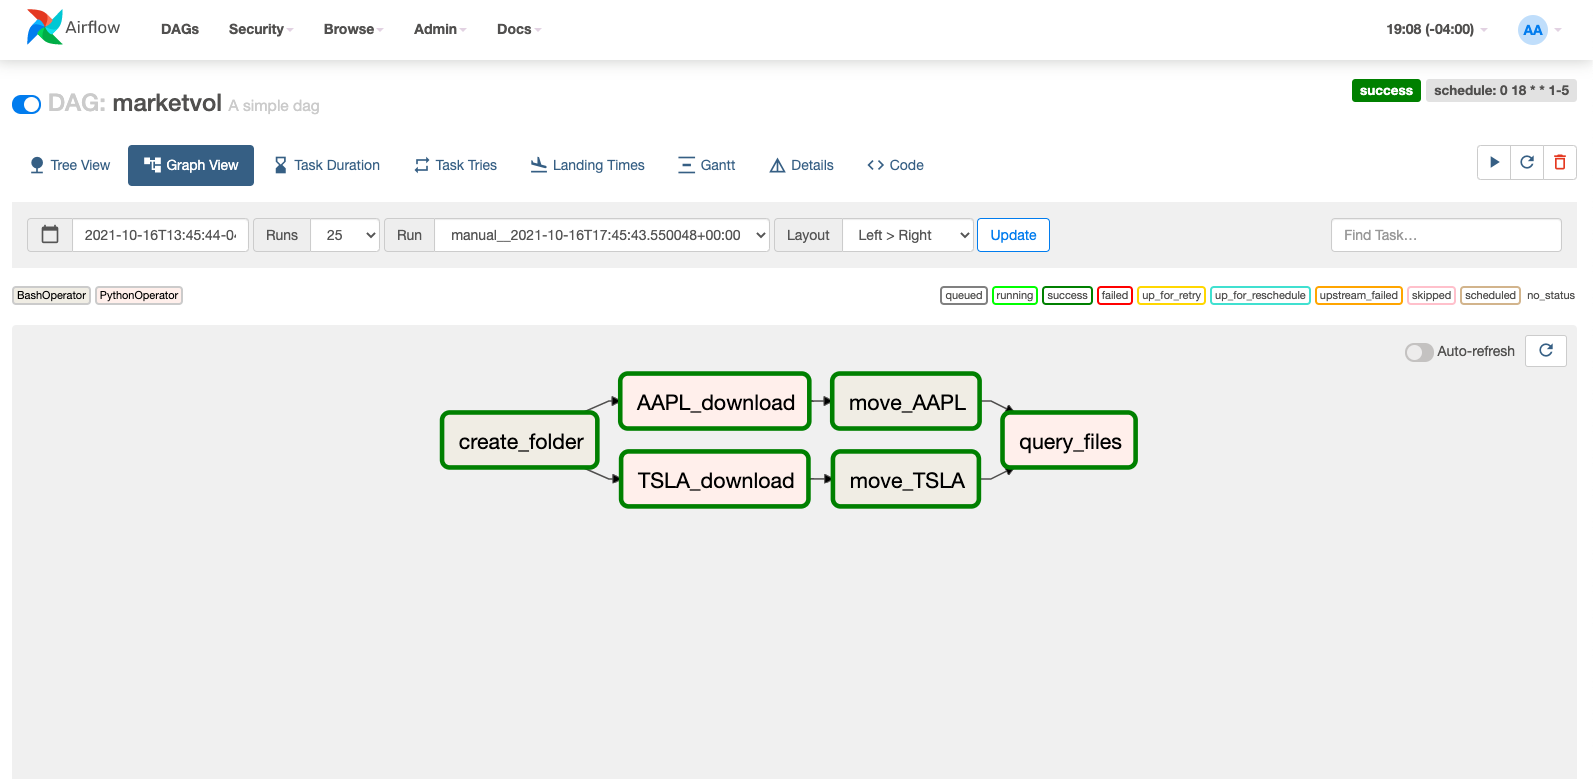 Airflow DAGs Security Browse Admin Docs 19:08 (-04:00) AA
DAG: marketvol A simple dag success schedule: 0 18 * * 1-5
Tree View Graph View Task Duration Task Tries Landing Times Gantt Details Code
2021-10-16T13:45:44-04 Runs 25 Run manual__2021-10-16T17:45:43.550048+00:00 Layout Left > Right Update Find Task...
BashOperator PythonOperator queued running success failed up_for_retry up_for_reschedule upstream_failed skipped scheduled no_status
Auto-refresh
AAPL_download move_AAPL
create_folder query_files
TSLA_download move_TSLA